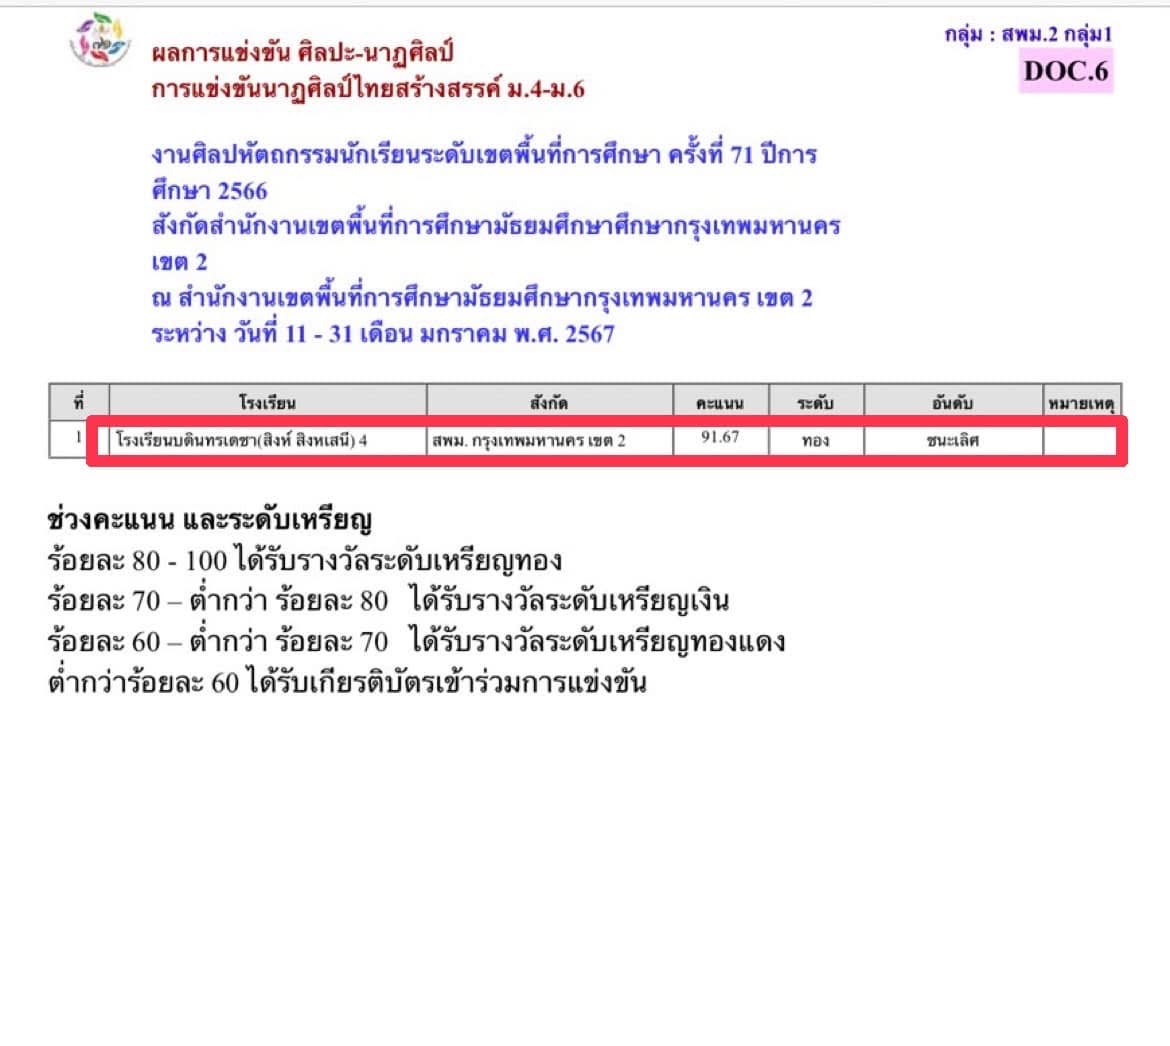 กลุ่ม : สพม.2 กลุ่ม1
DOC.6
ผลการแข่งขัน ศิลปะ-นาฏศิลป์
การแข่งขันนาฏศิลป์ไทยสร้างสรรค์ ม.4-ม.6
งานศิลปหัตถกรรมนักเรียนระดับเขตพื้นที่การศึกษา ครั้งที่ 71 ปีการ
ศึกษา 2566
สังกัดสำนักงานเขตพื้นที่การศึกษามัธยมศึกษาศึกษากรุงเทพมหานคร
เขต 2
ณ สำนักงานเขตพื้นที่การศึกษามัธยมศึกษากรุงเทพมหานคร เขต 2
ระหว่าง วันที่ 11 - 31 เดือน มกราคม พ.ศ. 2567
ที่ โรงเรียน สังกัด คะแนน ระดับ อันดับ หมายเหตุ
1 โรงเรียนบดินทรเดชา(สิงห์ สิงหเสนี) 4 สพม. กรุงเทพมหานคร เขต 2 91.67 ทอง ชนะเลิศ
ช่วงคะแนน และระดับเหรียญ
ร้อยละ 80 - 100 ได้รับรางวัลระดับเหรียญทอง
ร้อยละ 70 – ต่ำกว่า ร้อยละ 80 ได้รับรางวัลระดับเหรียญเงิน
ร้อยละ 60 – ต่ำกว่า ร้อยละ 70 ได้รับรางวัลระดับเหรียญทองแดง
ต่ำกว่าร้อยละ 60 ได้รับเกียรติบัตรเข้าร่วมการแข่งขัน